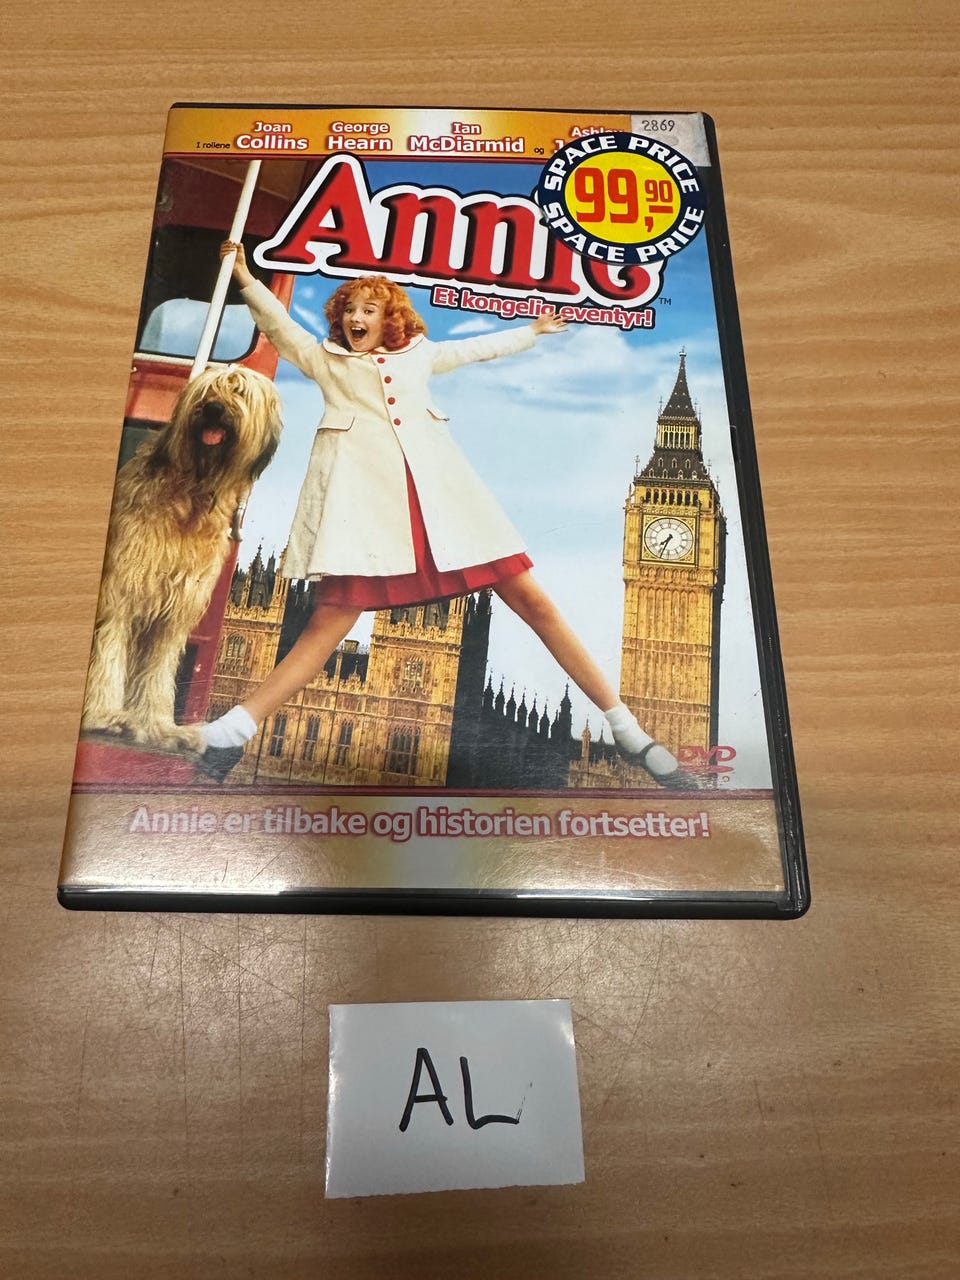 I rollene Joan Collins George Hearn Ian McDiarmid og
2869
SPACE PRICE
99,90
SPACE PRICE
Annie
TM
Et kongelig eventyr!
DVD
Annie er tilbake og historien fortsetter!
AL